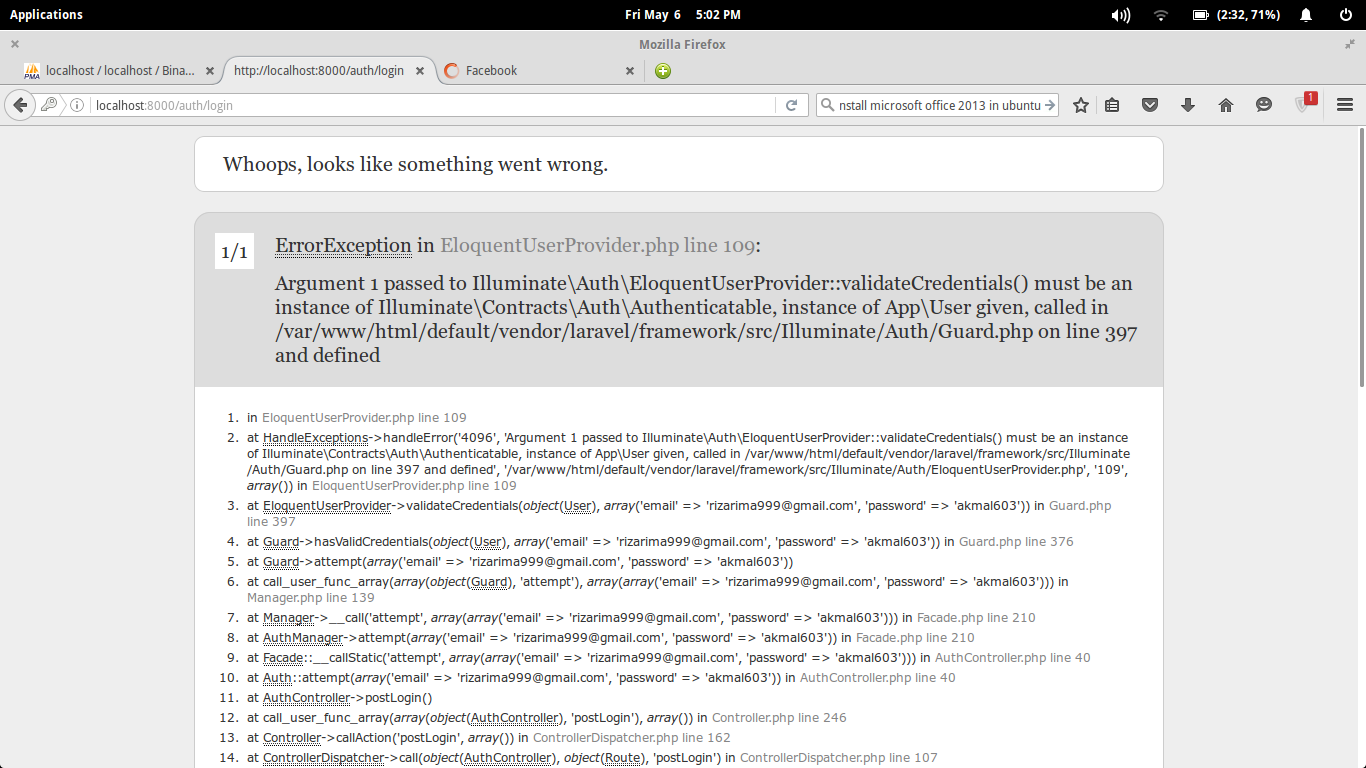 Applications
Fri May 6 5:02 PM
(2:32, 71%)
Mozilla Firefox
PMA
localhost / localhost / Bina...
http://localhost:8000/auth/login
Facebook
localhost:8000/auth/login
nstall microsoft office 2013 in ubuntu
1
Whoops, looks like something went wrong.
1/1
ErrorException in EloquentUserProvider.php line 109:
Argument 1 passed to Illuminate\Auth\EloquentUserProvider::validateCredentials() must be an
instance of Illuminate\Contracts\Auth\Authenticatable, instance of App\User given, called in
/var/www/html/default/vendor/laravel/framework/src/Illuminate/Auth/Guard.php on line 397
and defined
1. in EloquentUserProvider.php line 109
2. at HandleExceptions->handleError('4096', 'Argument 1 passed to Illuminate\Auth\EloquentUserProvider::validateCredentials() must be an instance
of Illuminate\Contracts\Auth\Authenticatable, instance of App\User given, called in /var/www/html/default/vendor/laravel/framework/src/Illuminate
/Auth/Guard.php on line 397 and defined', '/var/www/html/default/vendor/laravel/framework/src/Illuminate/Auth/EloquentUserProvider.php', '109',
array()) in EloquentUserProvider.php line 109
3. at EloquentUserProvider->validateCredentials(object(User), array('email' => 'rizarima999@gmail.com', 'password' => 'akmal603')) in Guard.php
line 397
4. at Guard->hasValidCredentials(object(User), array('email' => 'rizarima999@gmail.com', 'password' => 'akmal603')) in Guard.php line 376
5. at Guard->attempt(array('email' => 'rizarima999@gmail.com', 'password' => 'akmal603'))
6. at call_user_func_array(array(object(Guard), 'attempt'), array(array('email' => 'rizarima999@gmail.com', 'password' => 'akmal603'))) in
Manager.php line 139
7. at Manager->__call('attempt', array(array('email' => 'rizarima999@gmail.com', 'password' => 'akmal603'))) in Facade.php line 210
8. at AuthManager->attempt(array('email' => 'rizarima999@gmail.com', 'password' => 'akmal603')) in Facade.php line 210
9. at Facade::__callStatic('attempt', array(array('email' => 'rizarima999@gmail.com', 'password' => 'akmal603'))) in AuthController.php line 40
10. at Auth::attempt(array('email' => 'rizarima999@gmail.com', 'password' => 'akmal603')) in AuthController.php line 40
11. at AuthController->postLogin()
12. at call_user_func_array(array(object(AuthController), 'postLogin'), array()) in Controller.php line 246
13. at Controller->callAction('postLogin', array()) in ControllerDispatcher.php line 162
14. at ControllerDispatcher->call(object(AuthController), object(Route), 'postLogin') in ControllerDispatcher.php line 107